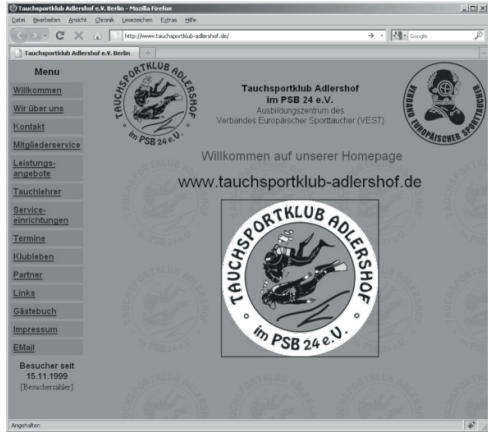 Tauchsportklub Adlershof e.V. Berlin - Mozilla Firefox
Datei Bearbeiten Ansicht Chronik Lesezeichen Extras Hilfe
http://www.tauchsportklub-adlershof.de/
Google
Tauchsportklub Adlershof e.V. Berlin
Menu
Willkommen
Wir über uns
Kontakt
Mitgliederservice
Leistungs-
angebote
Tauchlehrer
Service-
einrichtungen
Termine
Klubleben
Partner
Links
Gästebuch
Impressum
EMail
Besucher seit
15.11.1999
[Besucherzähler]
TAUCHSPORTKLUB ADLERSHOF
im PSB 24 e.V.
Tauchsportklub Adlershof
im PSB 24 e.V.
Ausbildungszentrum des
Verbandes Europäischer Sporttaucher (VEST)
VERBAND EUROPÄISCHER SPORTTAUCHER
Willkommen auf unserer Homepage
www.tauchsportklub-adlershof.de
TAUCHSPORTKLUB ADLERSHOF
im PSB 24 e.V.
Angehalten